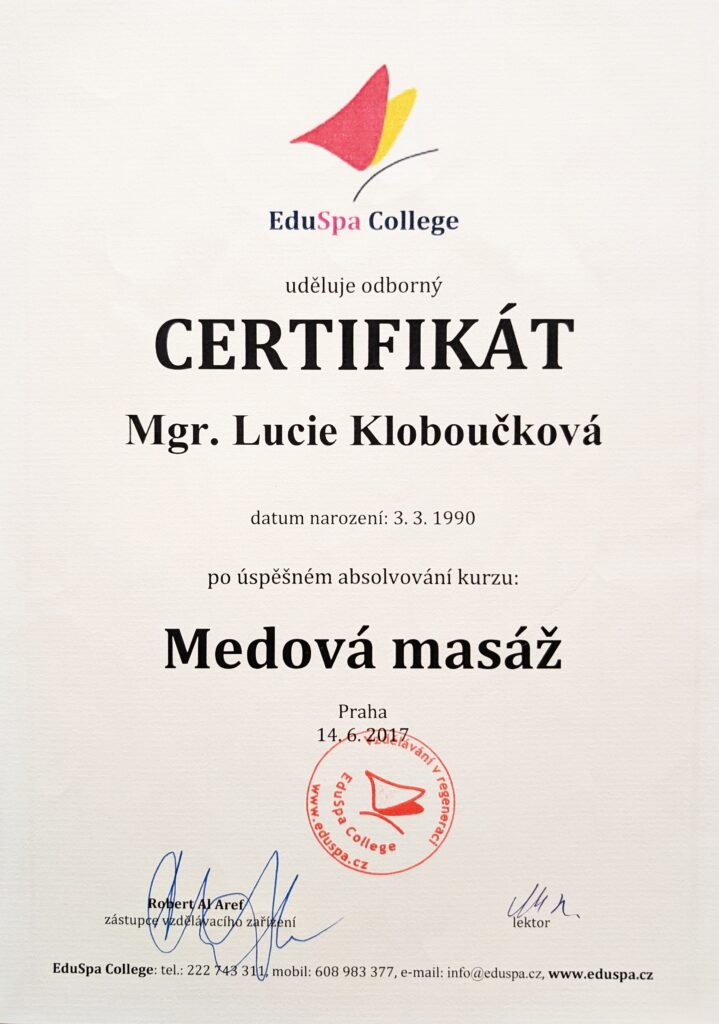 EduSpa College
uděluje odborný
CERTIFIKÁT
Mgr. Lucie Kloboučková
datum narození: 3. 3. 1990
po úspěšném absolvování kurzu:
Medová masáž
Praha
14. 6. 2017
Vzdělávání v regeneraci
EduSpa College
www.eduspa.cz
Robert Al Aref
zástupce vzdělávacího zařízení
lektor
EduSpa College: tel.: 222 743 311, mobil: 608 983 377, e-mail: info@eduspa.cz, www.eduspa.cz